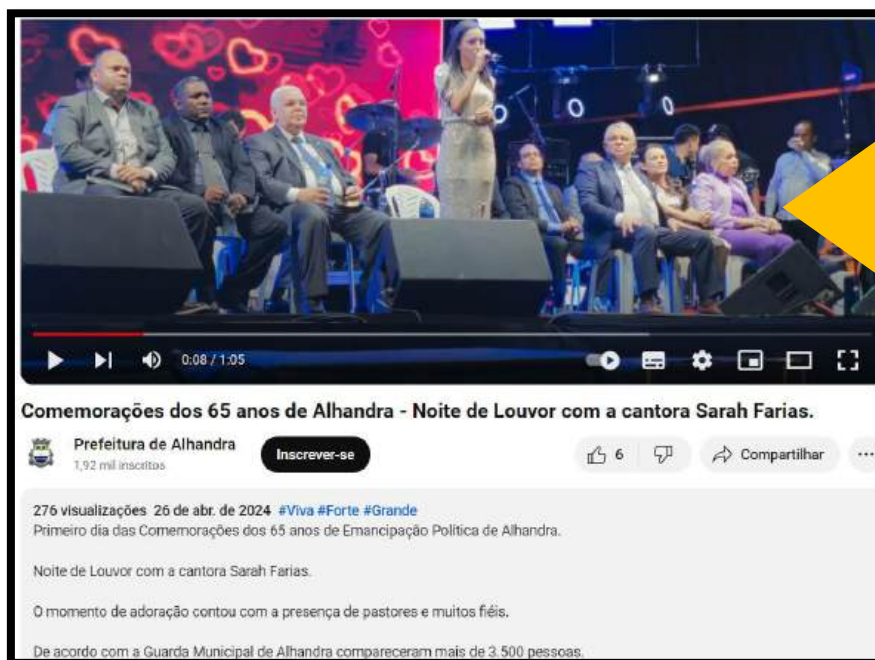 0:08 / 1:05
Comemorações dos 65 anos de Alhandra - Noite de Louvor com a cantora Sarah Farias.
Prefeitura de Alhandra
1,92 mil inscritos
Inscrever-se
6
Compartilhar
276 visualizações 26 de abr. de 2024 #Viva #Forte #Grande
Primeiro dia das Comemorações dos 65 anos de Emancipação Política de Alhandra.
Noite de Louvor com a cantora Sarah Farias.
O momento de adoração contou com a presença de pastores e muitos fiéis.
De acordo com a Guarda Municipal de Alhandra compareceram mais de 3.500 pessoas.